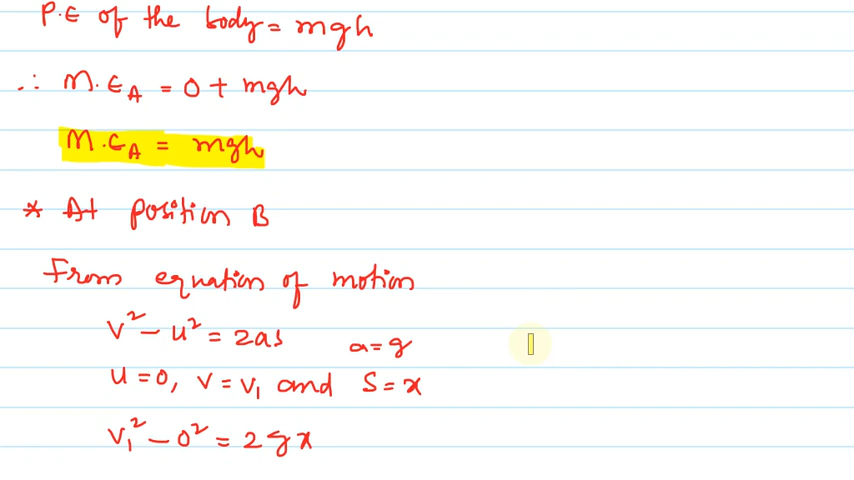 P.E of the body = mgh
∴ M.E_A = 0 + mgh
M.E_A = mgh
* At position B
From equation of motion
v² – u² = 2as a = g
u = 0, v = v₁ and s = x
v₁² – 0² = 2gx